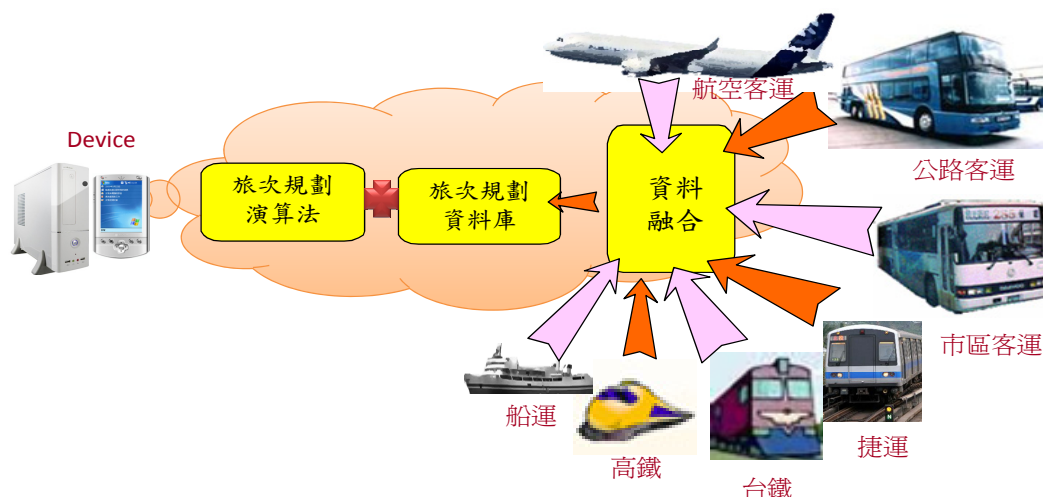 航空客運
公路客運
Device
旅次規劃
演算法
旅次規劃
資料庫
資料
融合
市區客運
船運
高鐵
台鐵
捷運